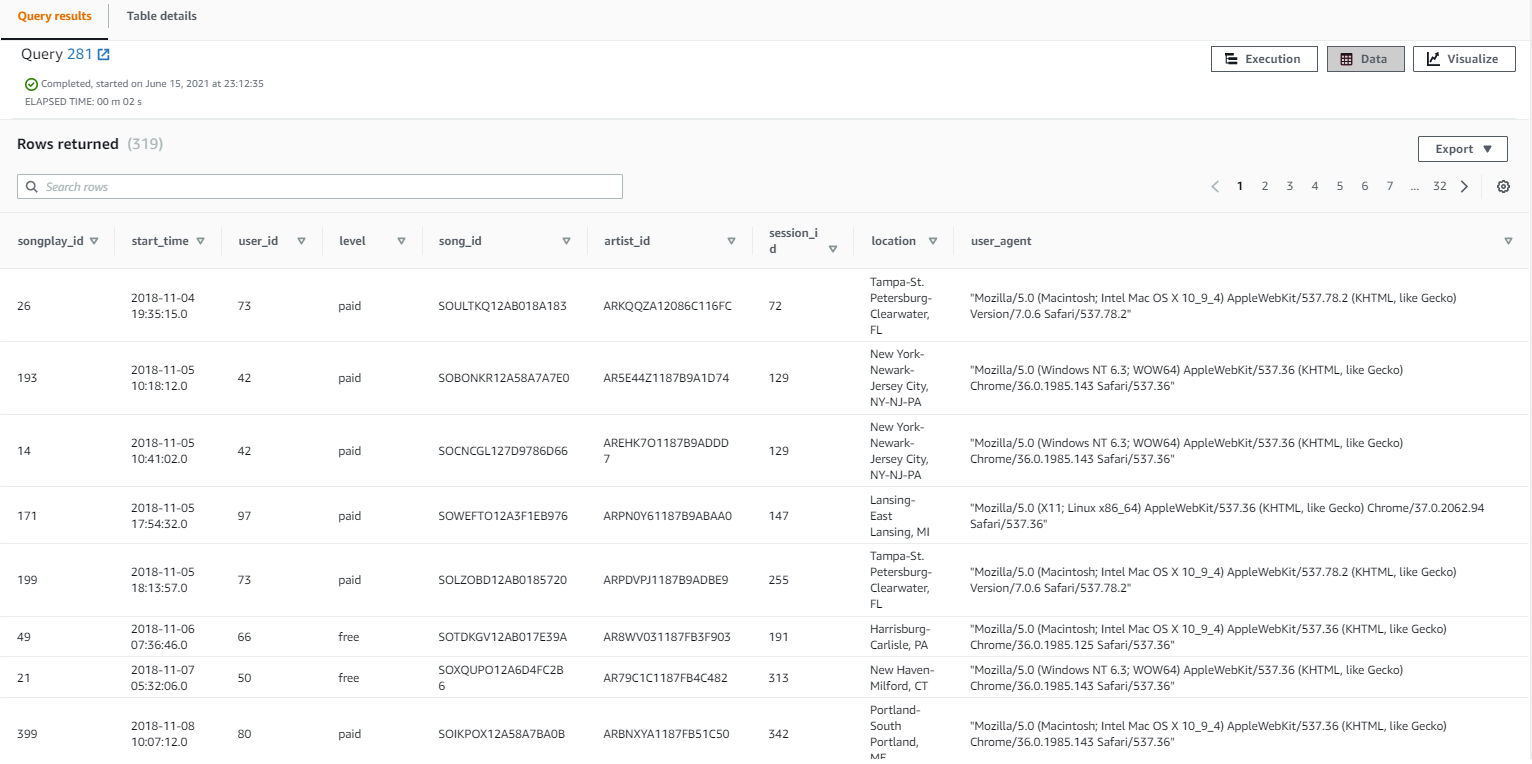 Query results Table details
Query 281
Execution Data Visualize
Completed, started on June 15, 2021 at 23:12:35
ELAPSED TIME: 00 m 02 s
Rows returned (319)
Export ▼
Search rows
1 2 3 4 5 6 7 ... 32
songplay_id start_time user_id level song_id artist_id session_i
d location user_agent
26
2018-11-04
19:35:15.0
73
paid
SOULTKQ12AB018A183
ARKQQZA12086C116FC
72
Tampa-St.
Petersburg-
Clearwater,
FL
"Mozilla/5.0 (Macintosh; Intel Mac OS X 10_9_4) AppleWebKit/537.78.2 (KHTML, like Gecko)
Version/7.0.6 Safari/537.78.2"
193
2018-11-05
10:18:12.0
42
paid
SOBONKR12A58A7A7E0
AR5E44Z1187B9A1D74
129
New York-
Newark-
Jersey City,
NY-NJ-PA
"Mozilla/5.0 (Windows NT 6.3; WOW64) AppleWebKit/537.36 (KHTML, like Gecko)
Chrome/36.0.1985.143 Safari/537.36"
14
2018-11-05
10:41:02.0
42
paid
SOCNCGL127D9786D66
AREHK7O1187B9ADDD
7
129
New York-
Newark-
Jersey City,
NY-NJ-PA
"Mozilla/5.0 (Windows NT 6.3; WOW64) AppleWebKit/537.36 (KHTML, like Gecko)
Chrome/36.0.1985.143 Safari/537.36"
171
2018-11-05
17:54:32.0
97
paid
SOWEFTO12A3F1EB976
ARPN0Y61187B9ABAA0
147
Lansing-
East
Lansing, MI
"Mozilla/5.0 (X11; Linux x86_64) AppleWebKit/537.36 (KHTML, like Gecko) Chrome/37.0.2062.94
Safari/537.36"
199
2018-11-05
18:13:57.0
73
paid
SOLZOBD12AB0185720
ARPDVPJ1187B9ADBE9
255
Tampa-St.
Petersburg-
Clearwater,
FL
"Mozilla/5.0 (Macintosh; Intel Mac OS X 10_9_4) AppleWebKit/537.78.2 (KHTML, like Gecko)
Version/7.0.6 Safari/537.78.2"
49
2018-11-06
07:36:46.0
66
free
SOTDKGV12AB017E39A
AR8WV031187FB3F903
191
Harrisburg-
Carlisle, PA
"Mozilla/5.0 (Macintosh; Intel Mac OS X 10_9_4) AppleWebKit/537.36 (KHTML, like Gecko)
Chrome/36.0.1985.125 Safari/537.36"
21
2018-11-07
05:32:06.0
50
free
SOXQUPO12A6D4FC2B
6
AR79C1C1187FB4C482
313
New Haven-
Milford, CT
"Mozilla/5.0 (Windows NT 6.3; WOW64) AppleWebKit/537.36 (KHTML, like Gecko)
Chrome/36.0.1985.143 Safari/537.36"
399
2018-11-08
10:07:12.0
80
paid
SOIKPOX12A58A7BA0B
ARBNXYA1187FB51C50
342
Portland-
South
Portland,
ME
"Mozilla/5.0 (Macintosh; Intel Mac OS X 10_9_4) AppleWebKit/537.36 (KHTML, like Gecko)
Chrome/36.0.1985.143 Safari/537.36"